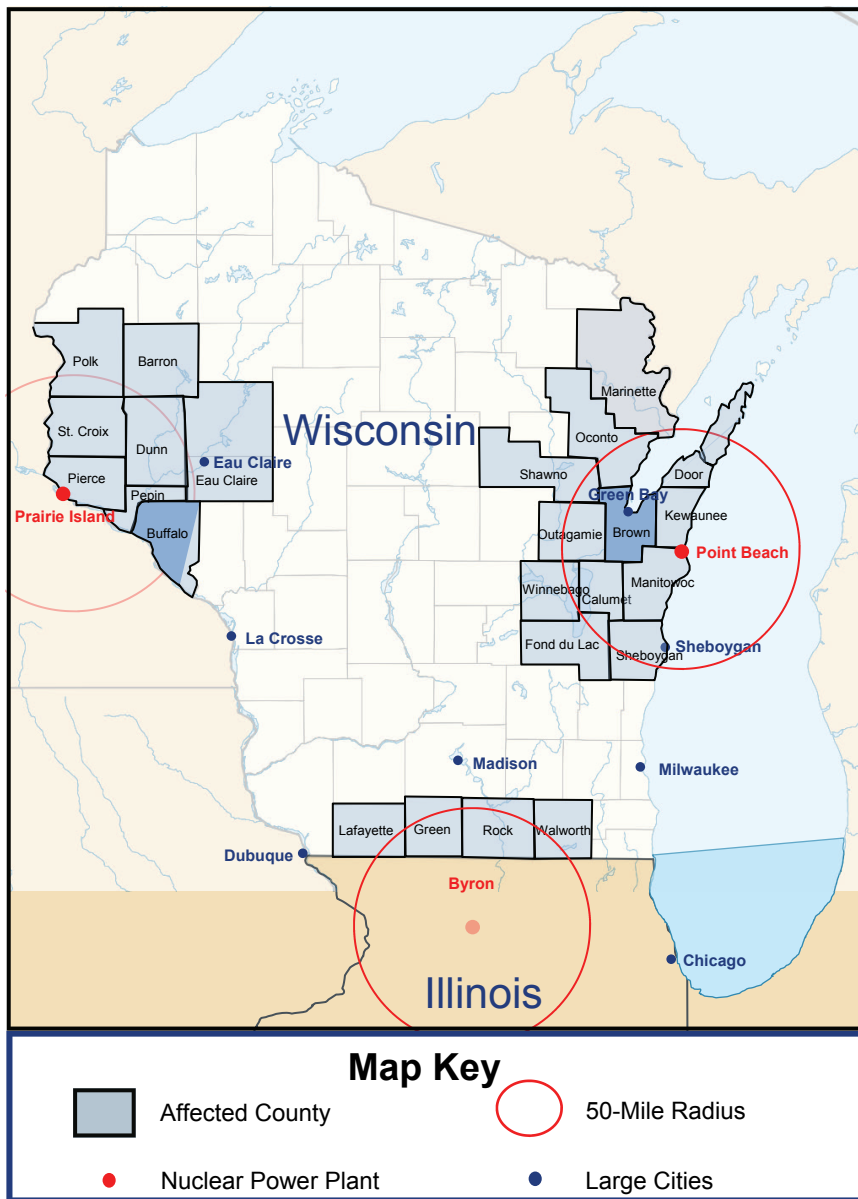 Polk
Barron
Marinette
St. Croix
Dunn
Wisconsin
Oconto
Eau Claire
Eau Claire
Shawno
Door
Pierce
Pepin
Green Bay
Prairie Island
Kewaunee
Buffalo
Outagamie
Brown
Point Beach
Manitowoc
Winnebago
Calumet
La Crosse
Fond du Lac
Sheboygan
Sheboygan
Madison
Milwaukee
Lafayette
Green
Rock
Walworth
Dubuque
Byron
Chicago
Illinois
Map Key
Affected County
50-Mile Radius
Nuclear Power Plant
Large Cities